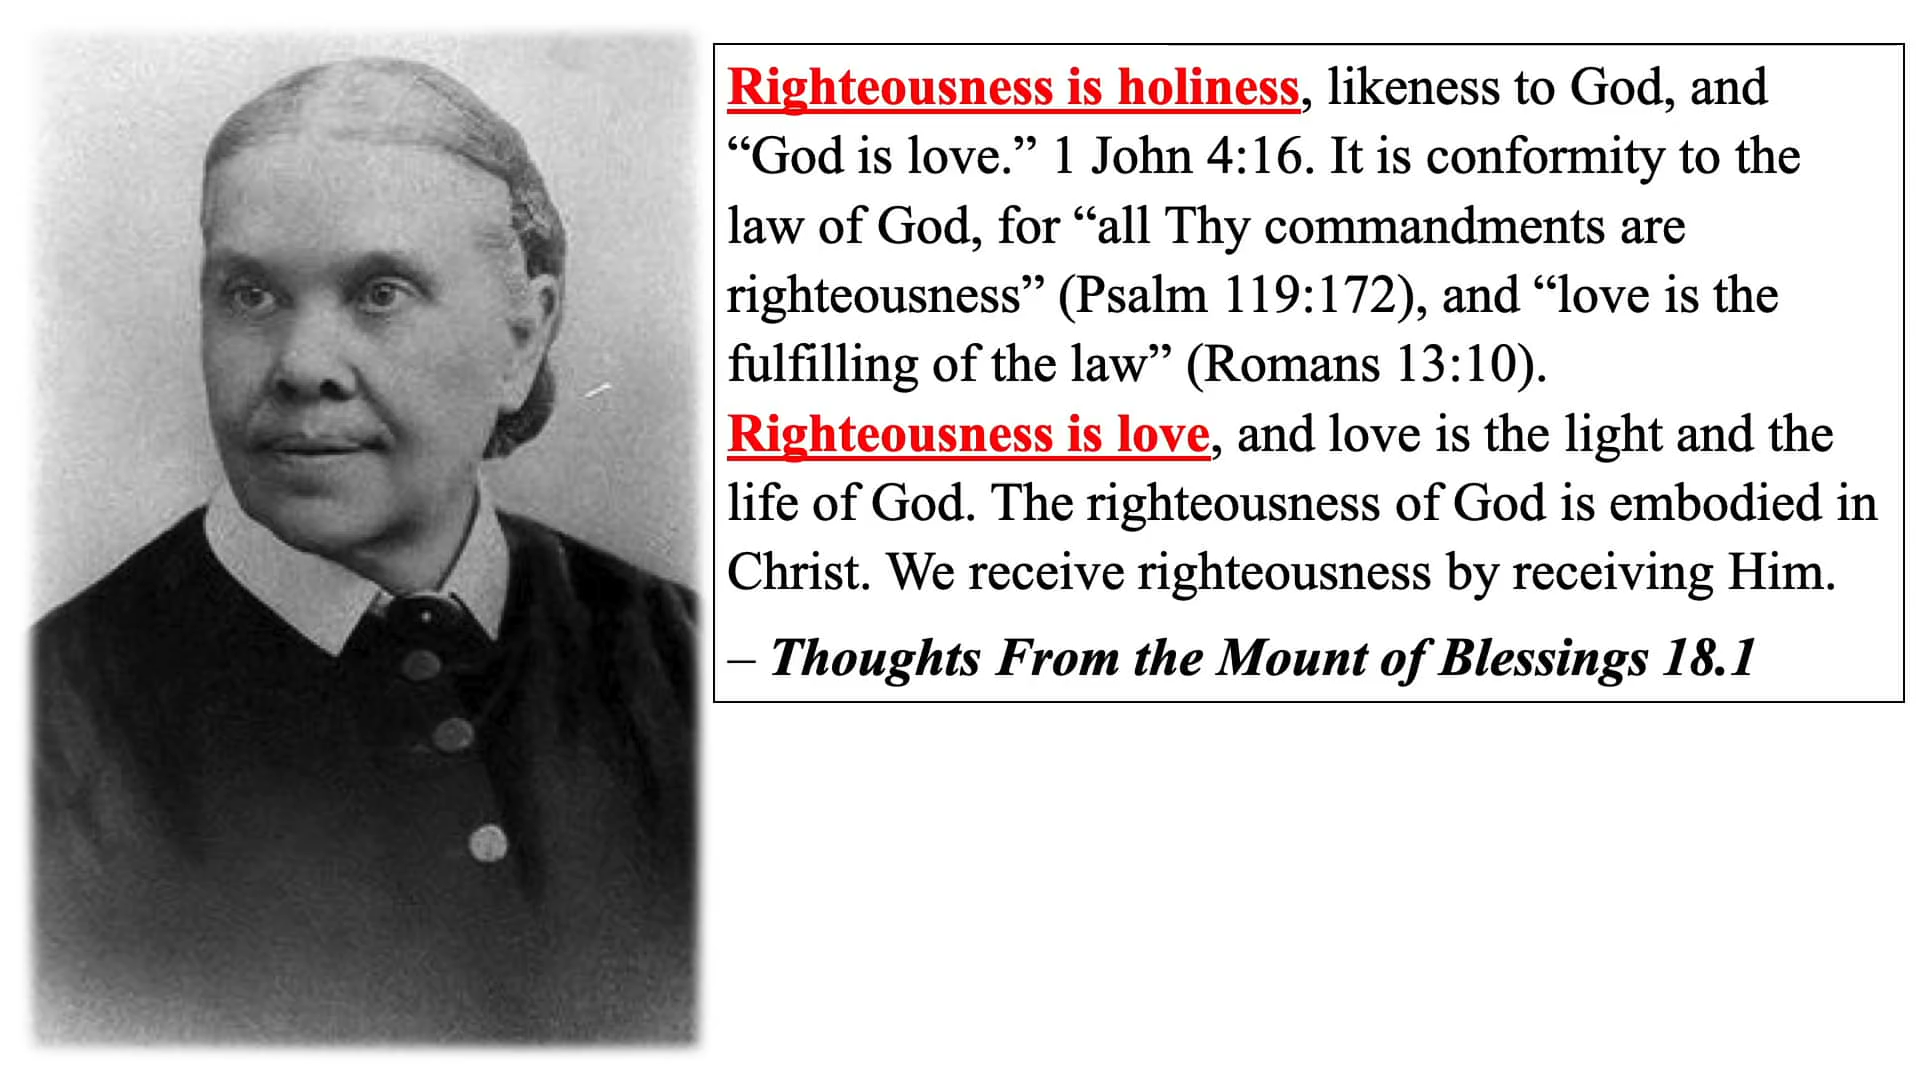 Righteousness is holiness, likeness to God, and
“God is love.” 1 John 4:16. It is conformity to the
law of God, for “all Thy commandments are
righteousness” (Psalm 119:172), and “love is the
fulfilling of the law” (Romans 13:10).
Righteousness is love, and love is the light and the
life of God. The righteousness of God is embodied in
Christ. We receive righteousness by receiving Him.
– Thoughts From the Mount of Blessings 18.1